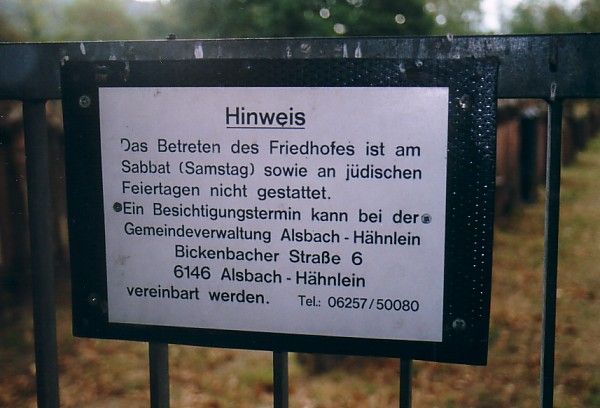 Hinweis
Das Betreten des Friedhofes ist am
Sabbat (Samstag) sowie an jüdischen
Feiertagen nicht gestattet.
Ein Besichtigungstermin kann bei der
Gemeindeverwaltung Alsbach - Hähnlein
Bickenbacher Straße 6
6146 Alsbach - Hähnlein
vereinbart werden. Tel.: 06257/50080